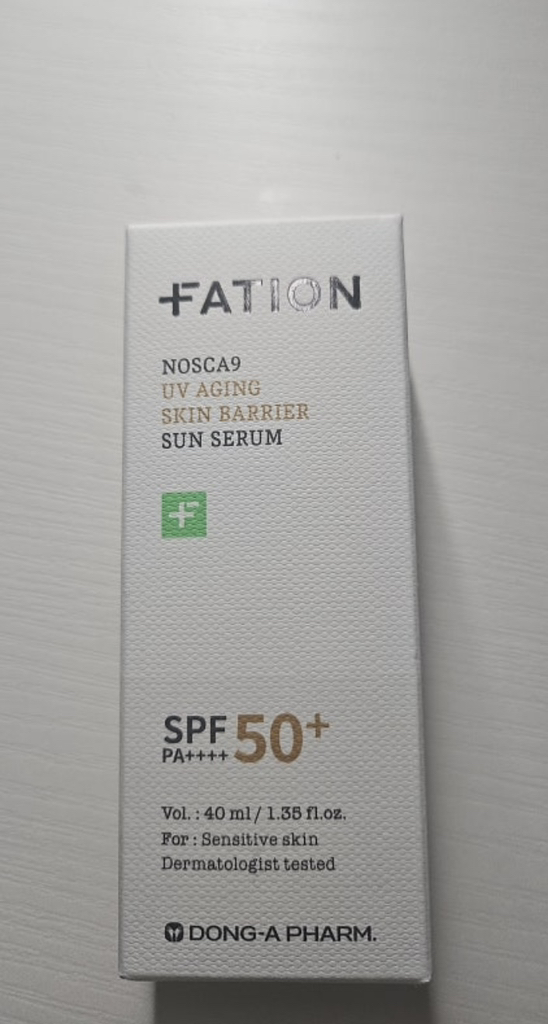 FATION
NOSCA9
UV AGING
SKIN BARRIER
SUN SERUM
SPF 50+
PA++++
Vol. : 40 ml / 1.35 fl.oz.
For : Sensitive skin
Dermatologist tested
DONG-A PHARM.